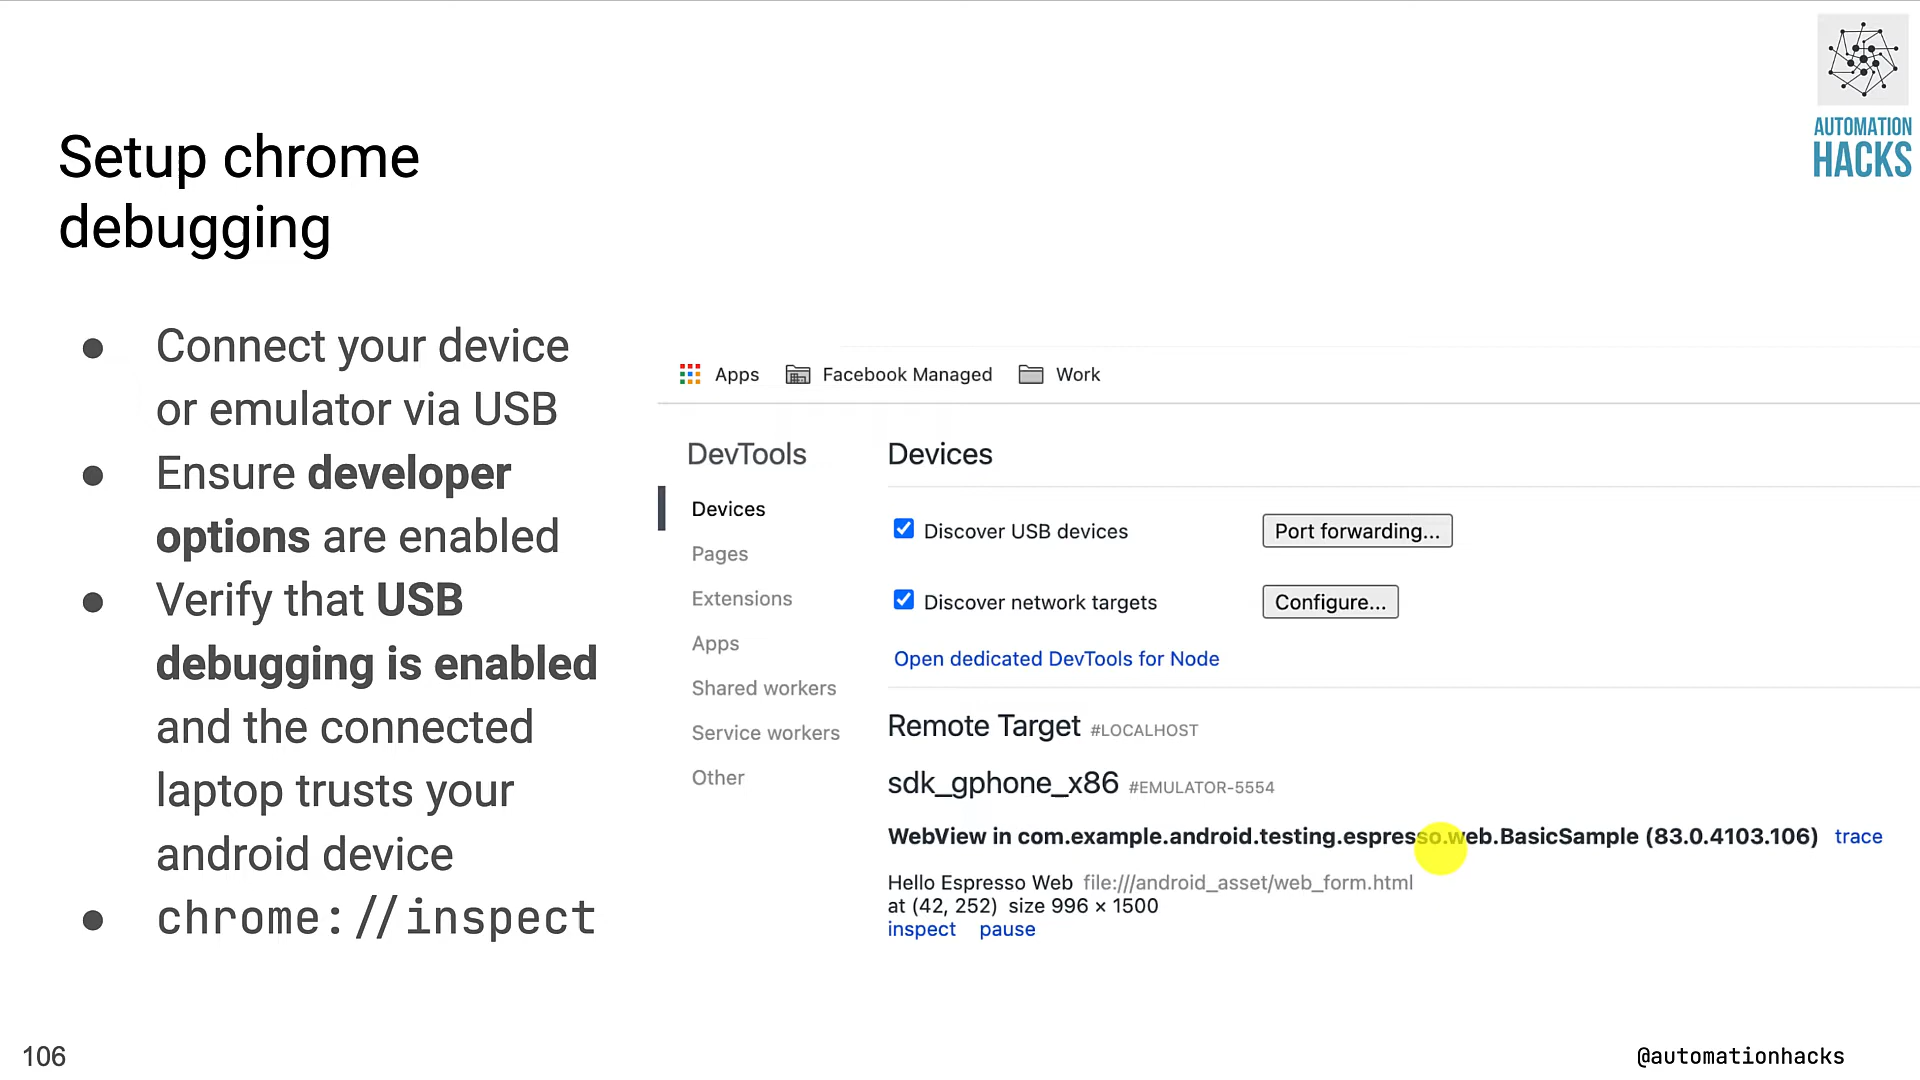 AUTOMATION
HACKS
Setup chrome
debugging
● Connect your device
or emulator via USB
● Ensure developer
options are enabled
● Verify that USB
debugging is enabled
and the connected
laptop trusts your
android device
● chrome://inspect
Apps Facebook Managed Work
DevTools
Devices
Pages
Extensions
Apps
Shared workers
Service workers
Other
Devices
Discover USB devices Port forwarding...
Discover network targets Configure...
Open dedicated DevTools for Node
Remote Target #LOCALHOST
sdk_gphone_x86 #EMULATOR-5554
WebView in com.example.android.testing.espresso.web.BasicSample (83.0.4103.106) trace
Hello Espresso Web file:///android_asset/web_form.html
at (42, 252) size 996 × 1500
inspect pause
106
@automationhacks